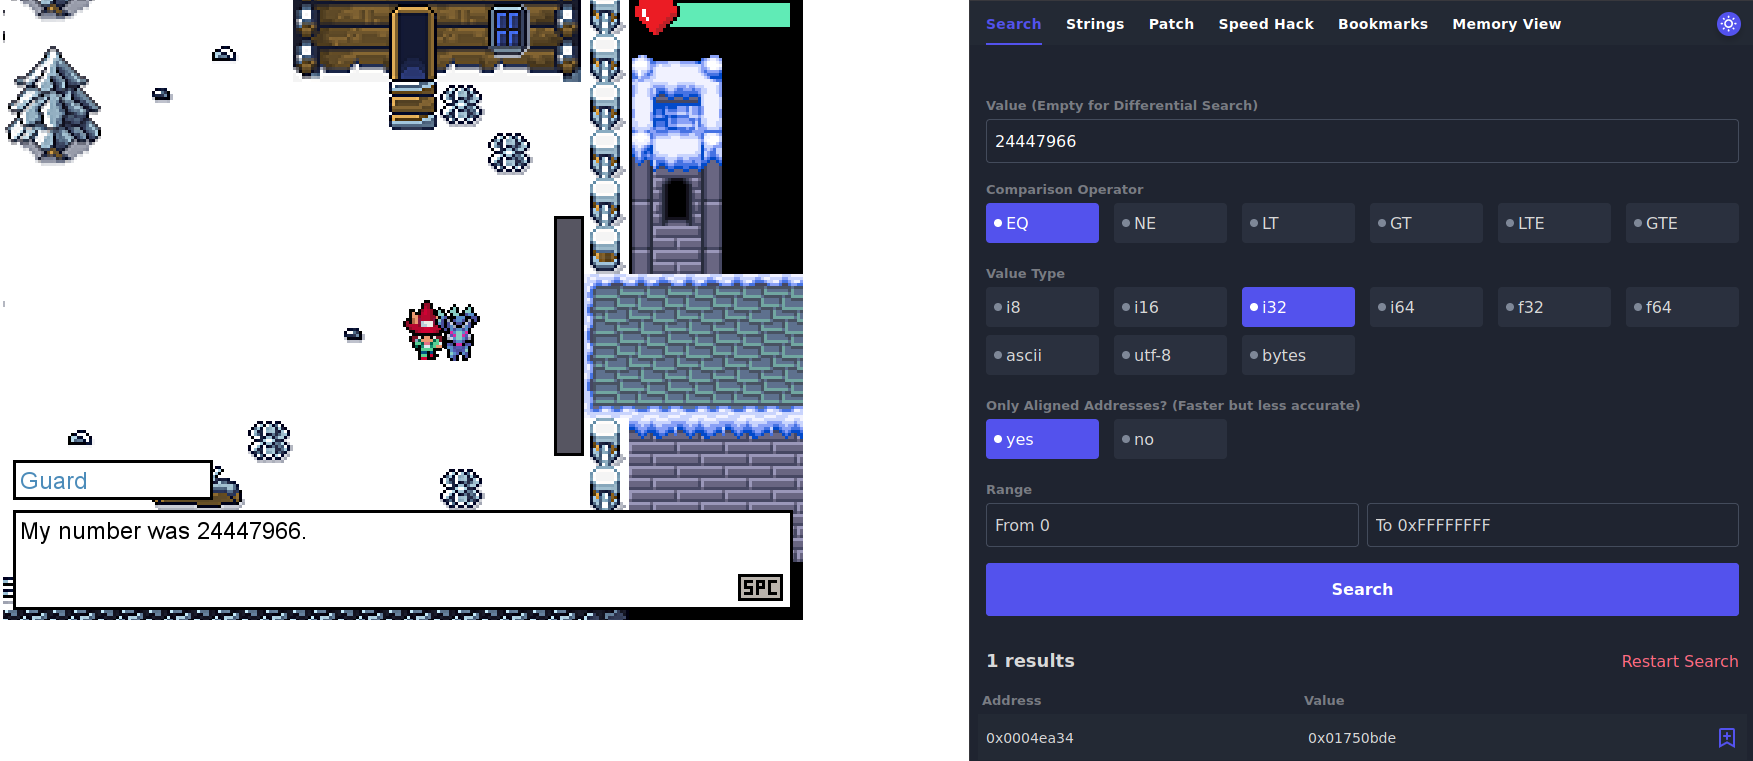 Guard
My number was 24447966.
SPC
Search Strings Patch Speed Hack Bookmarks Memory View
Value (Empty for Differential Search)
24447966
Comparison Operator
EQ NE LT GT LTE GTE
Value Type
i8 i16 i32 i64 f32 f64
ascii utf-8 bytes
Only Aligned Addresses? (Faster but less accurate)
yes no
Range
From 0 To 0xFFFFFFFF
Search
1 results Restart Search
Address Value
0x0004ea34 0x01750bde